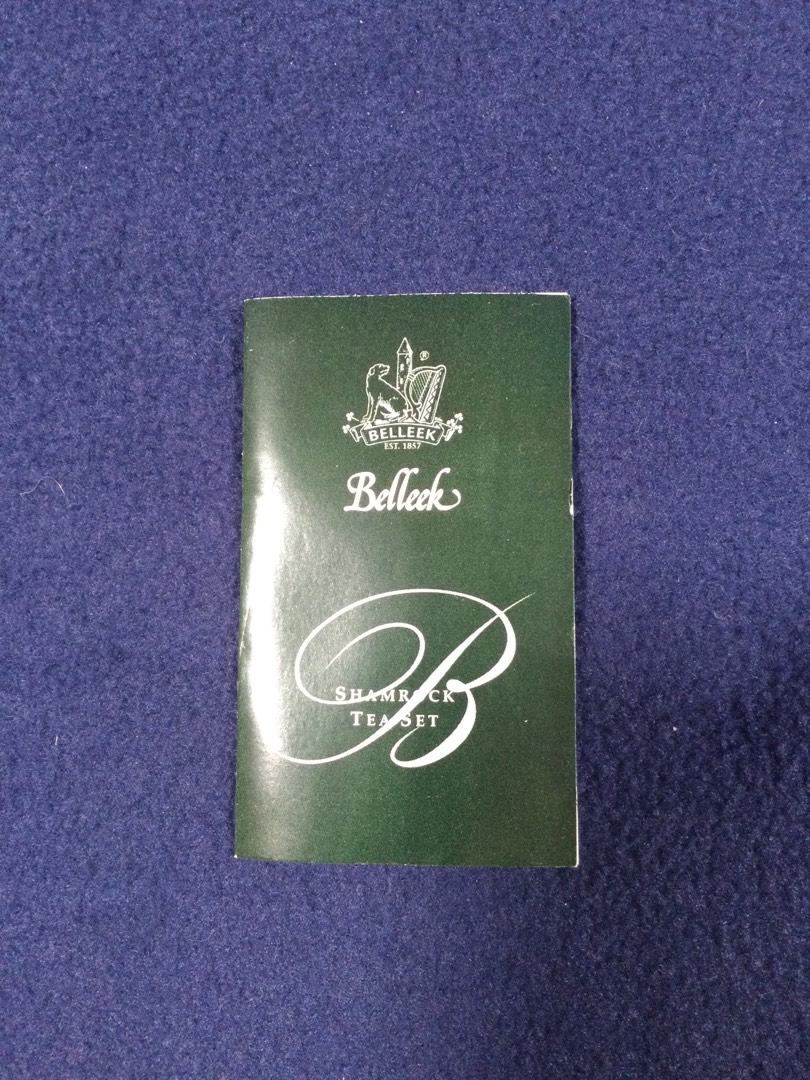 ®
BELLEEK
EST. 1857
Belleek
B
SHAMROCK
TEA SET